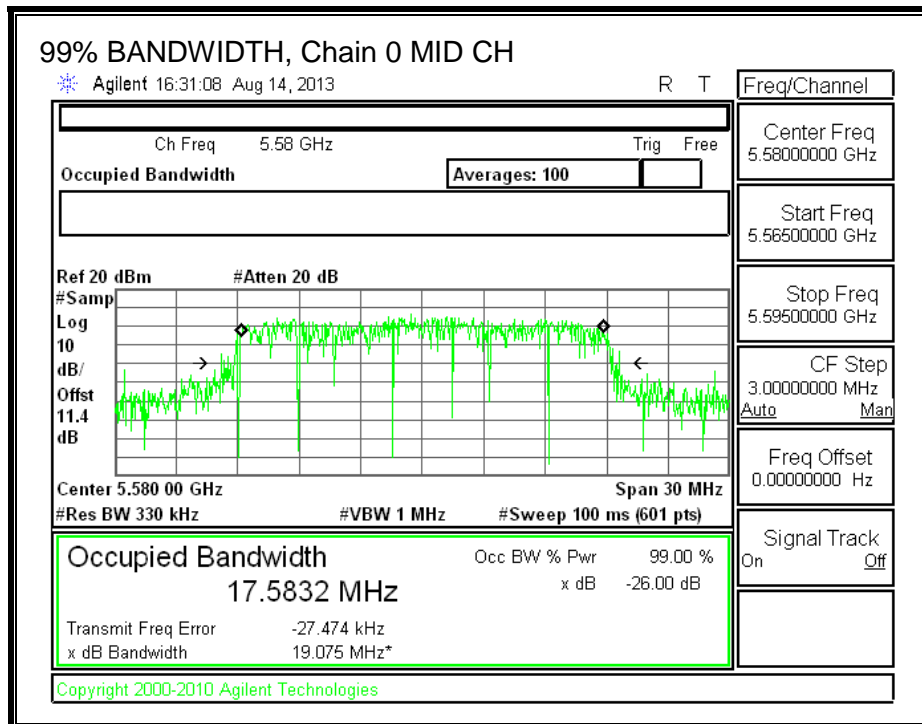 99% BANDWIDTH, Chain 0 MID CH
Agilent 16:31:08 Aug 14, 2013 R T
Freq/Channel
Ch Freq 5.58 GHz Trig Free
Occupied Bandwidth Averages: 100
Center Freq
5.58000000 GHz
Start Freq
5.56500000 GHz
Stop Freq
5.59500000 GHz
CF Step
3.00000000 MHz
Auto Man
Freq Offset
0.00000000 Hz
Signal Track
On Off
Ref 20 dBm #Atten 20 dB
#Samp
Log
10
dB/
Offst
11.4
dB
Center 5.580 00 GHz Span 30 MHz
#Res BW 330 kHz #VBW 1 MHz #Sweep 100 ms (601 pts)
Occupied Bandwidth
17.5832 MHz
Occ BW % Pwr 99.00 %
x dB -26.00 dB
Transmit Freq Error -27.474 kHz
x dB Bandwidth 19.075 MHz*
Copyright 2000-2010 Agilent Technologies